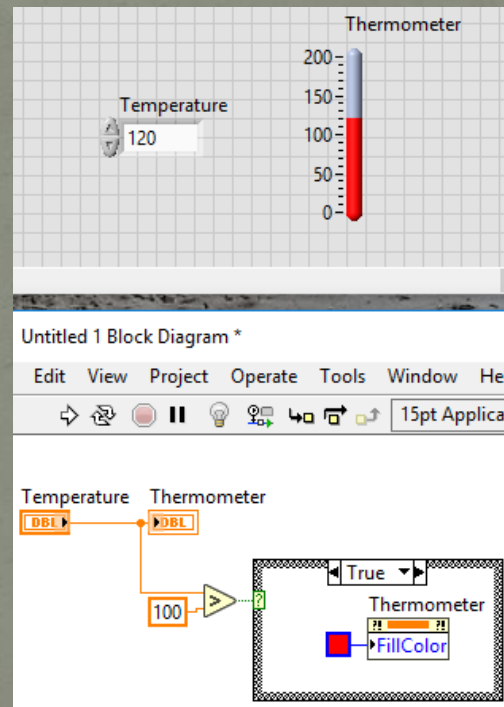 Thermometer
200
150
100
50
0
Temperature
120
Untitled 1 Block Diagram *
Edit View Project Operate Tools Window He
15pt Applica
Temperature Thermometer
DBL DBL
True
100 >
?
Thermometer
?! ?!
FillColor